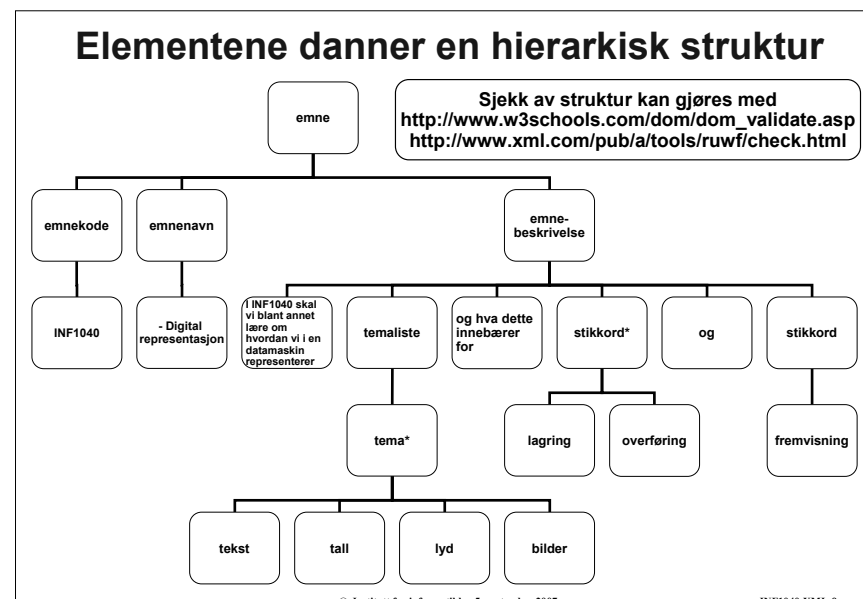 Elementene danner en hierarkisk struktur
emne
Sjekk av struktur kan gjøres med
http://www.w3schools.com/dom/dom_validate.asp
http://www.xml.com/pub/a/tools/ruwf/check.html
emnekode
emnenavn
emne-
beskrivelse
INF1040
- Digital
representasjon
I INF1040 skal
vi blant annet
lære om
hvordan vi i en
datamaskin
representerer
temaliste
og hva dette
innebærer
for
stikkord*
og
stikkord
tema*
lagring
overføring
fremvisning
tekst
tall
lyd
bilder